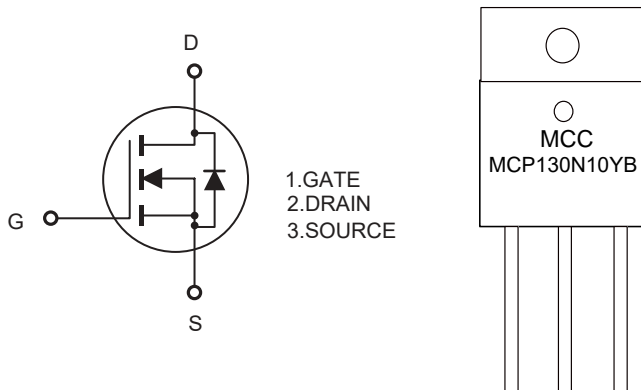 D
G
S
1.GATE
2.DRAIN
3.SOURCE
MCC
MCP130N10YB